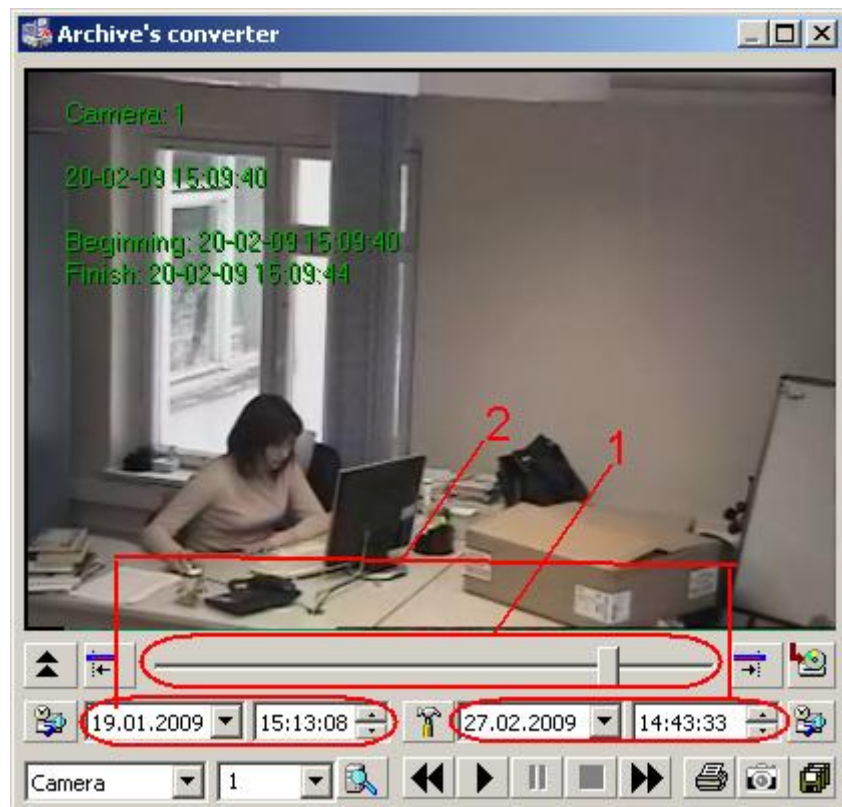 Archive's converter
Camera: 1
20-02-09 15:09:40
Beginning: 20-02-09 15:09:40
Finish: 20-02-09 15:09:44
2
1
19.01.2009 15:13:08 27.02.2009 14:43:33
Camera 1